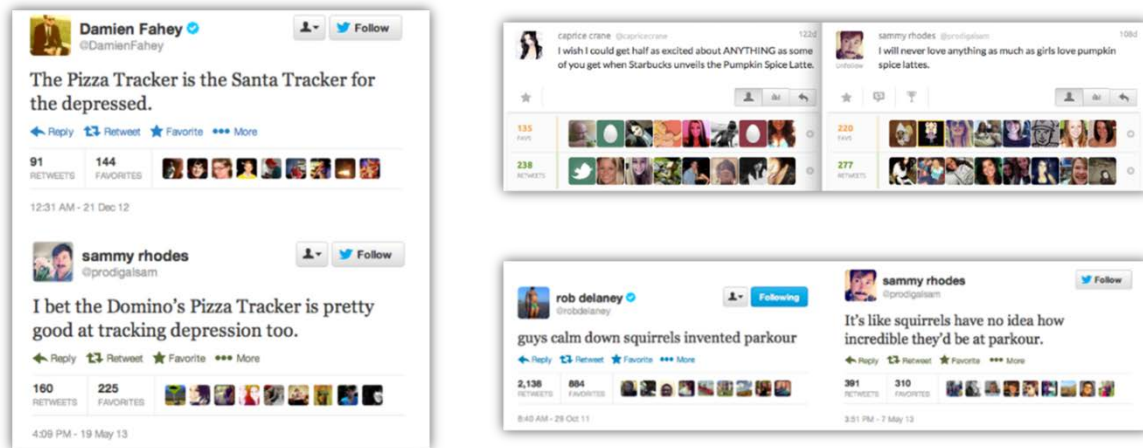 Damien Fahey
Follow
@DamienFahey
The Pizza Tracker is the Santa Tracker for
the depressed.
Reply Retweet Favorite More
91 144
RETWEETS FAVORITES
12:31 AM - 21 Dec 12
sammy rhodes
Follow
@prodigalsam
I bet the Domino's Pizza Tracker is pretty
good at tracking depression too.
Reply Retweet Favorite More
160 225
RETWEETS FAVORITES
4:09 PM - 19 May 13
caprice crane @capricecrane 122d
I wish I could get half as excited about ANYTHING as some
of you get when Starbucks unveils the Pumpkin Spice Latte.
135
FAVS
238
RETWEETS
sammy rhodes @prodigalsam 108d
I will never love anything as much as girls love pumpkin
spice lattes.
Unfollow
220
FAVS
277
RETWEETS
rob delaney
Following
@robdelaney
guys calm down squirrels invented parkour
Reply Retweet Favorite More
2,138 884
RETWEETS FAVORITES
8:40 AM - 29 Oct 11
sammy rhodes
Follow
@prodigalsam
It's like squirrels have no idea how
incredible they'd be at parkour.
Reply Retweet Favorite More
391 310
RETWEETS FAVORITES
3:51 PM - 7 May 13